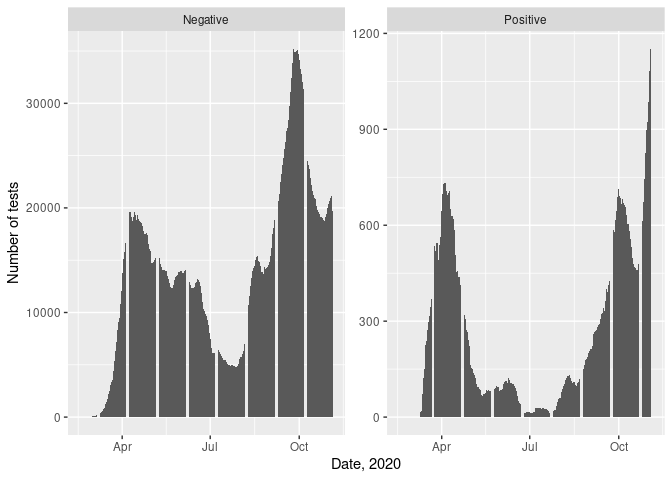 Negative
Positive
Number of tests
30000
20000
10000
0
1200
900
600
300
0
Apr
Jul
Oct
Apr
Jul
Oct
Date, 2020